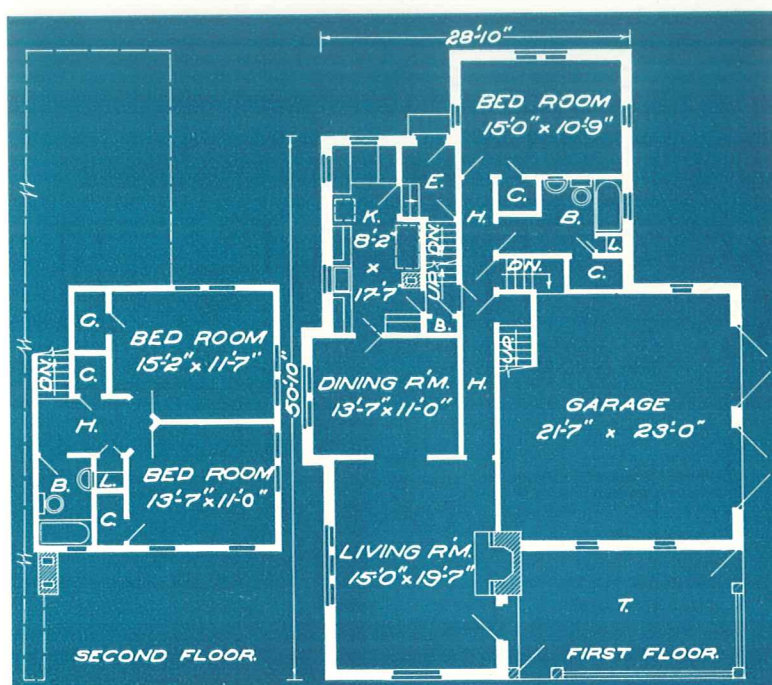 28'-10"
BED ROOM
15'-0" x 10'-9"
E.
K.
8'-2"
x
17'-7
H.
C.
B.
L.
C.
DN.
UP.
DN.
B.
UP.
50'-10"
DINING R'M.
13'-7" x 11'-0"
H.
GARAGE
21'-7" x 23'-0"
LIVING R'M.
15'-0" x 19'-7"
T.
FIRST FLOOR.
C.
BED ROOM
15'-2" x 11'-7"
DN.
C.
H.
B.
L.
C.
BED ROOM
13'-7" x 11'-0"
SECOND FLOOR.